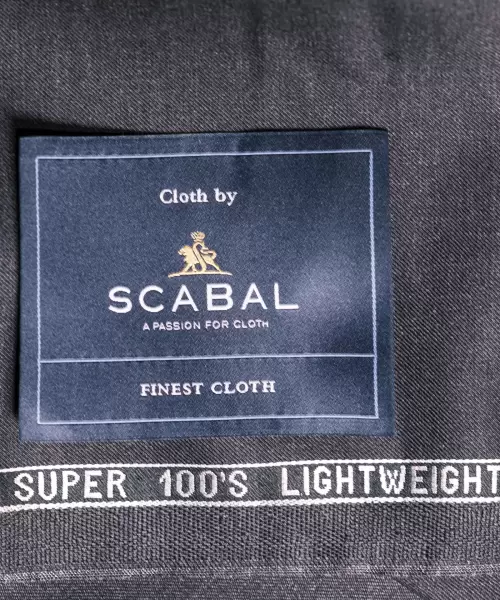 Cloth by
SCABAL
A PASSION FOR CLOTH
FINEST CLOTH
SUPER 100'S LIGHTWEIGHT